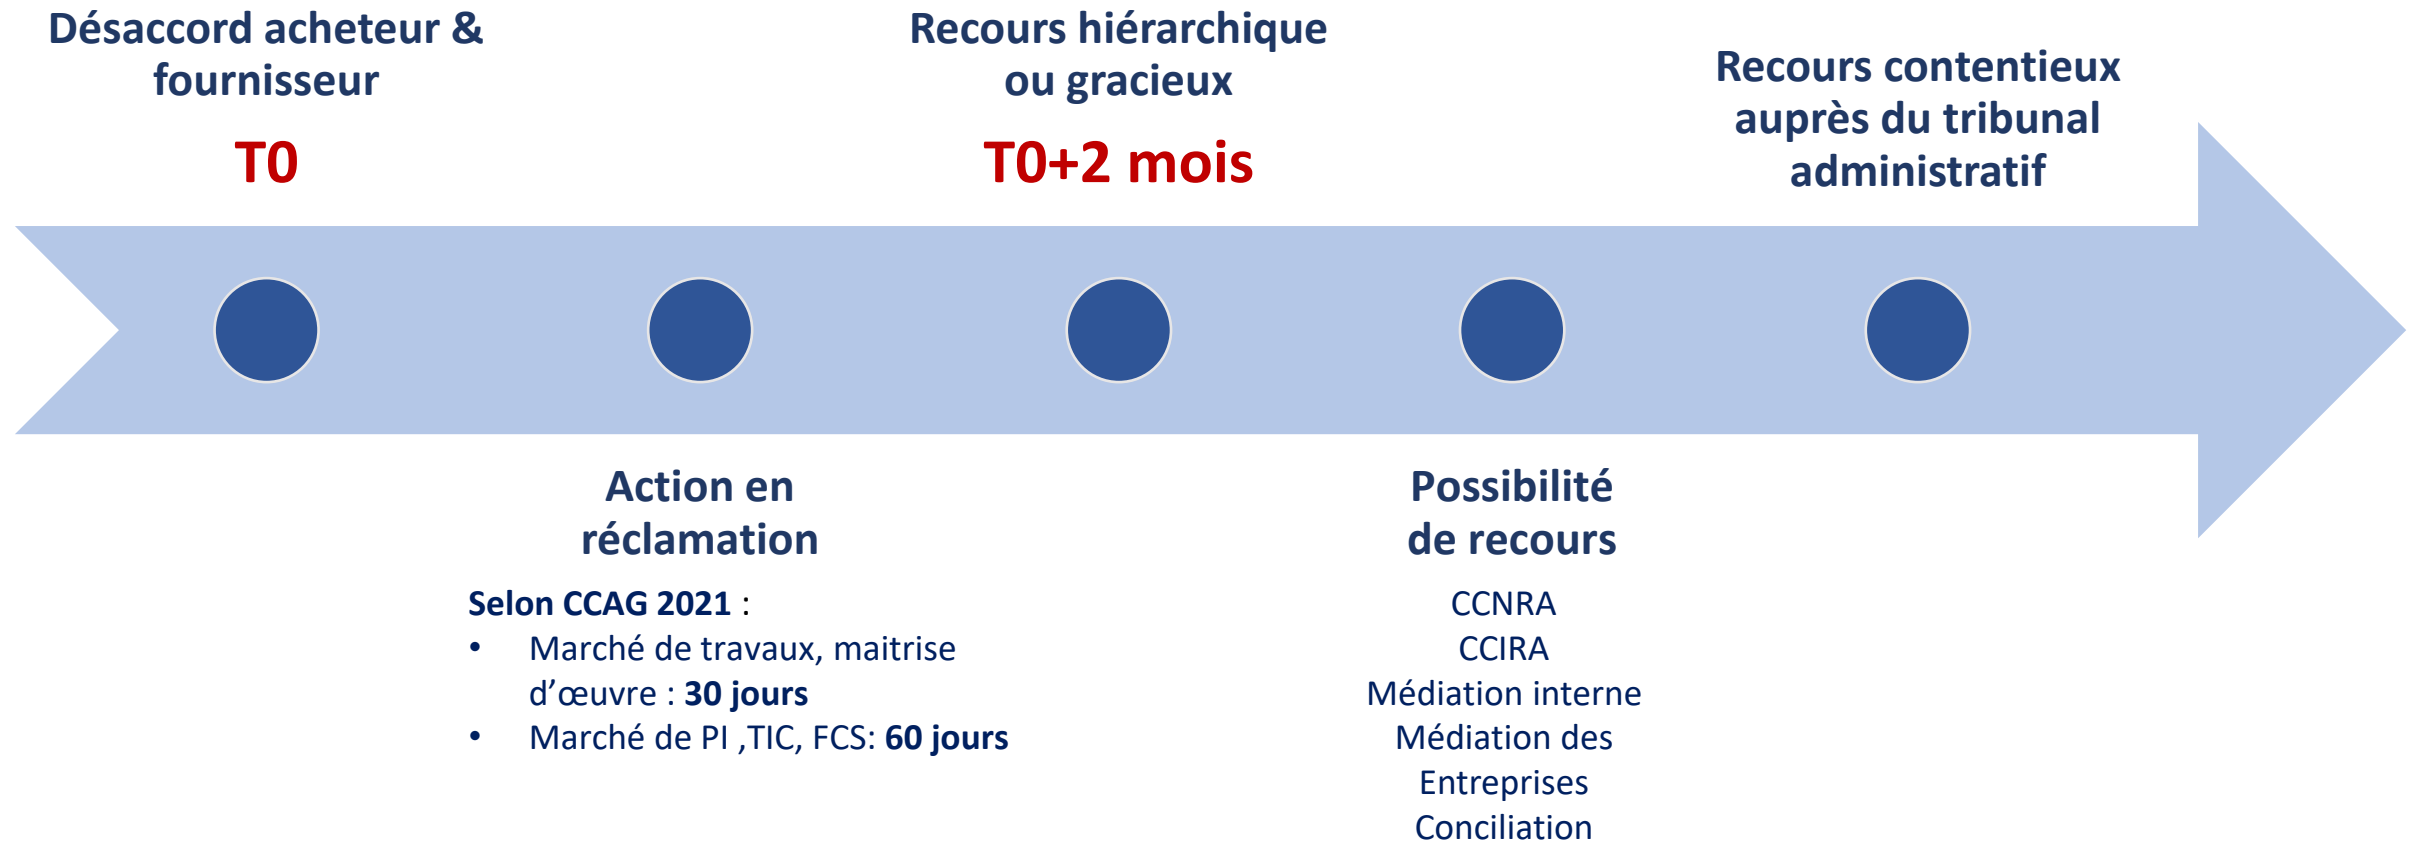 Désaccord acheteur &
fournisseur
T0
Recours hiérarchique
ou gracieux
T0+2 mois
Recours contentieux
auprès du tribunal
administratif
Action en
réclamation
Selon CCAG 2021 :
• Marché de travaux, maitrise
d’œuvre : 30 jours
• Marché de PI ,TIC, FCS: 60 jours
Possibilité
de recours
CCNRA
CCIRA
Médiation interne
Médiation des
Entreprises
Conciliation